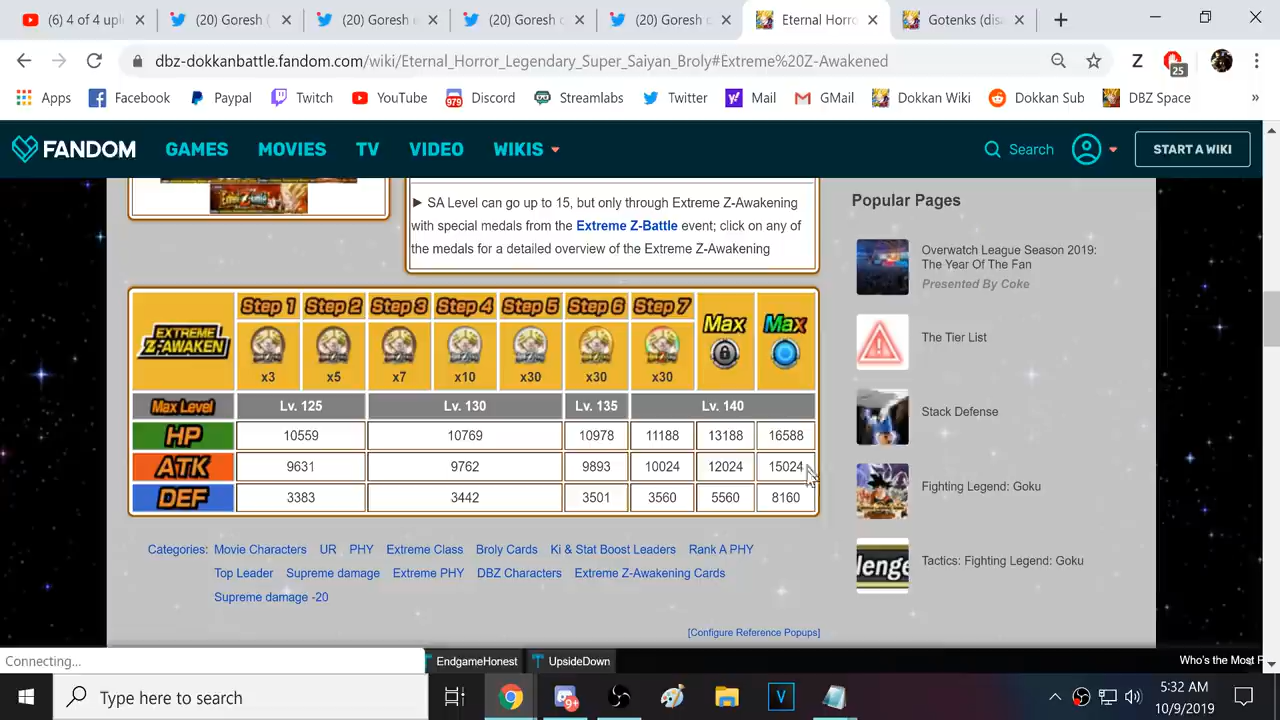 (6) 4 of 4 upl
(20) Goresh (
(20) Goresh e
(20) Goresh c
(20) Goresh c
Eternal Horro
Gotenks (disa
dbz-dokkanbattle.fandom.com/wiki/Eternal_Horror_Legendary_Super_Saiyan_Broly#Extreme%20Z-Awakened
Z
25
Apps
Facebook
Paypal
Twitch
YouTube
979
Discord
Streamlabs
Twitter
Mail
GMail
Dokkan Wiki
Dokkan Sub
DBZ Space
»
FANDOM
GAMES
MOVIES
TV
VIDEO
WIKIS
Search
START A WIKI
► SA Level can go up to 15, but only through Extreme Z-Awakening
with special medals from the Extreme Z-Battle event; click on any of
the medals for a detailed overview of the Extreme Z-Awakening
EXTREME
Z-AWAKEN
Step 1 Step 2 Step 3 Step 4 Step 5 Step 6 Step 7 Max Max
x3 x5 x7 x10 x30 x30 x30
Max Level Lv. 125 Lv. 130 Lv. 135 Lv. 140
HP 10559 10769 10978 11188 13188 16588
ATK 9631 9762 9893 10024 12024 15024
DEF 3383 3442 3501 3560 5560 8160
Categories: Movie Characters UR PHY Extreme Class Broly Cards Ki & Stat Boost Leaders Rank A PHY
Top Leader Supreme damage Extreme PHY DBZ Characters Extreme Z-Awakening Cards
Supreme damage -20
[Configure Reference Popups]
Popular Pages
Overwatch League Season 2019:
The Year Of The Fan
Presented By Coke
The Tier List
Stack Defense
Fighting Legend: Goku
Tactics: Fighting Legend: Goku
Connecting...
EndgameHonest
UpsideDown
Who's the Most F
Type here to search
9+
V
5:32 AM
10/9/2019